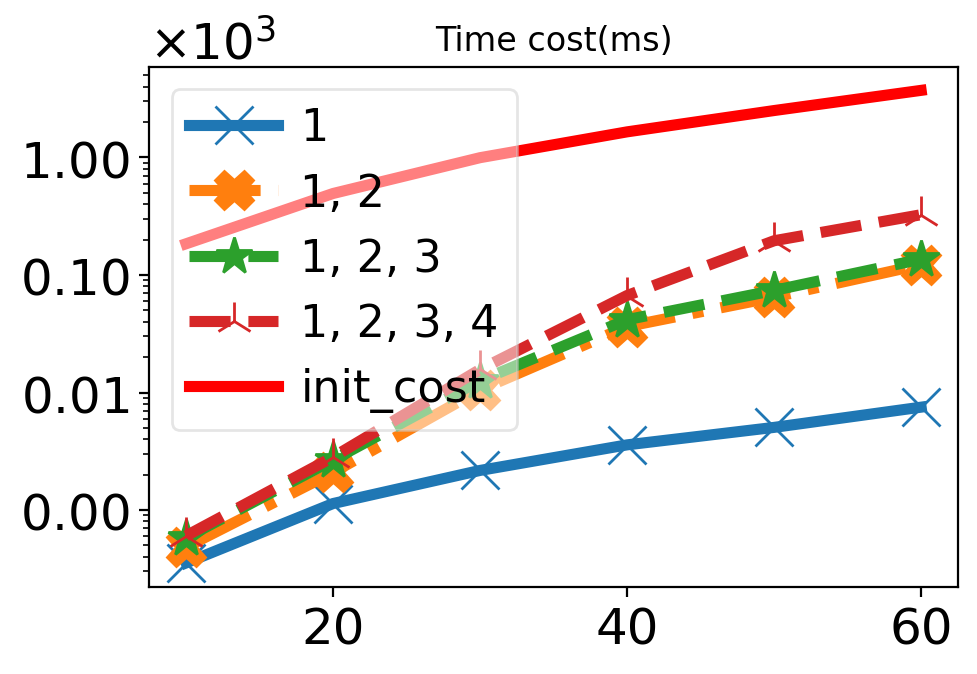 ×10³
Time cost(ms)
1.00
0.10
0.01
0.00
1
1, 2
1, 2, 3
1, 2, 3, 4
init_cost
20
40
60